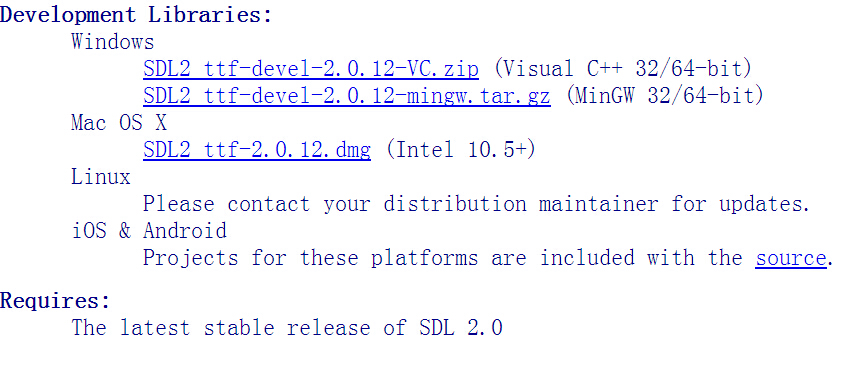 Development Libraries:
Windows
SDL2_ttf-devel-2.0.12-VC.zip (Visual C++ 32/64-bit)
SDL2_ttf-devel-2.0.12-mingw.tar.gz (MinGW 32/64-bit)
Mac OS X
SDL2_ttf-2.0.12.dmg (Intel 10.5+)
Linux
Please contact your distribution maintainer for updates.
iOS & Android
Projects for these platforms are included with the source.
Requires:
The latest stable release of SDL 2.0